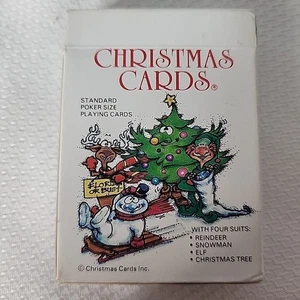 CHRISTMAS
CARDS®
STANDARD
POKER SIZE
PLAYING CARDS
FLORIDA
OR BUST
WITH FOUR SUITS:
• REINDEER
• SNOWMAN
• ELF
• CHRISTMAS TREE
© Christmas Cards Inc.